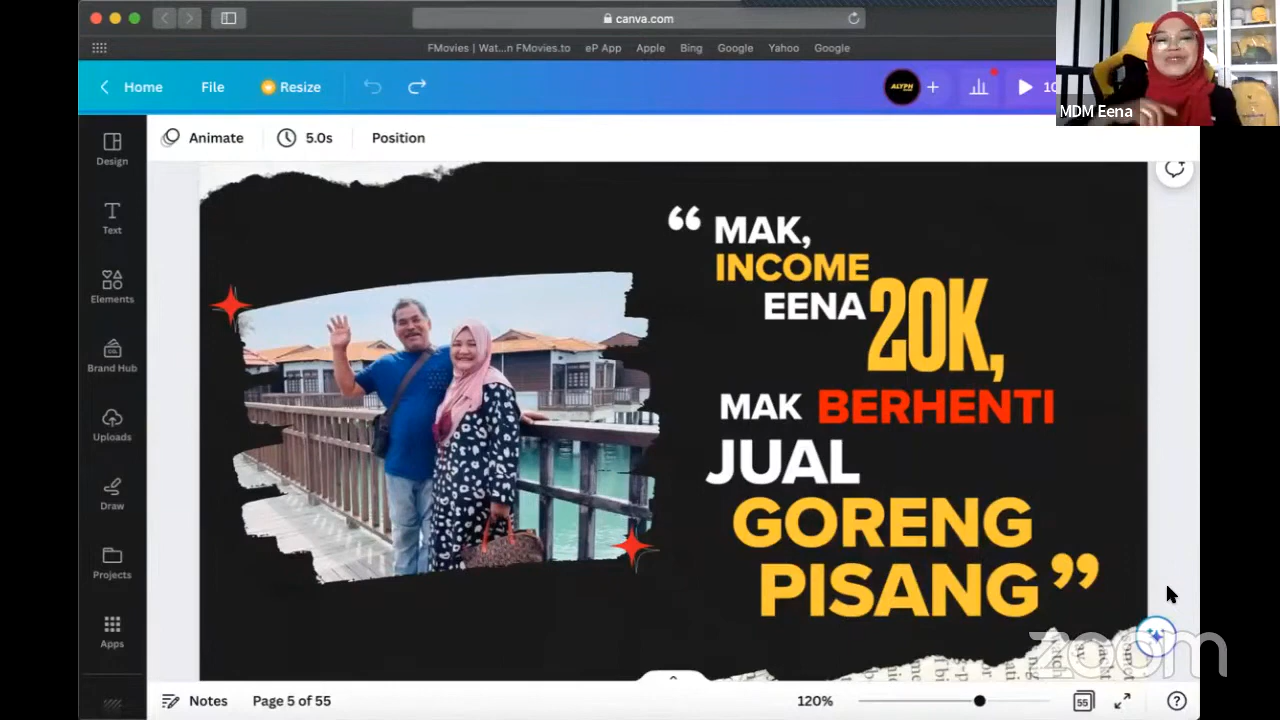 canva.com
FMovies | Wat...n FMovies.to eP App Apple Bing Google Yahoo Google
Home File Resize
ALYPH
10
MDM Eena
Animate 5.0s Position
Design
Text
Elements
Brand Hub
Uploads
Draw
Projects
Apps
“ MAK,
INCOME
EENA 20K,
MAK BERHENTI
JUAL
GORENG
PISANG ”
zoom
Notes Page 5 of 55 120% 55